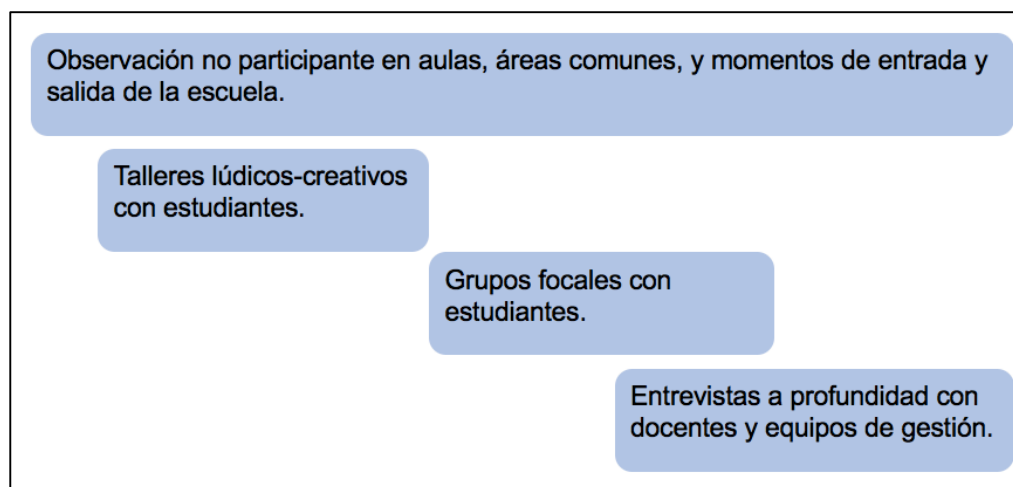 Observación no participante en aulas, áreas comunes, y momentos de entrada y
salida de la escuela.
Talleres lúdicos-creativos
con estudiantes.
Grupos focales con
estudiantes.
Entrevistas a profundidad con
docentes y equipos de gestión.